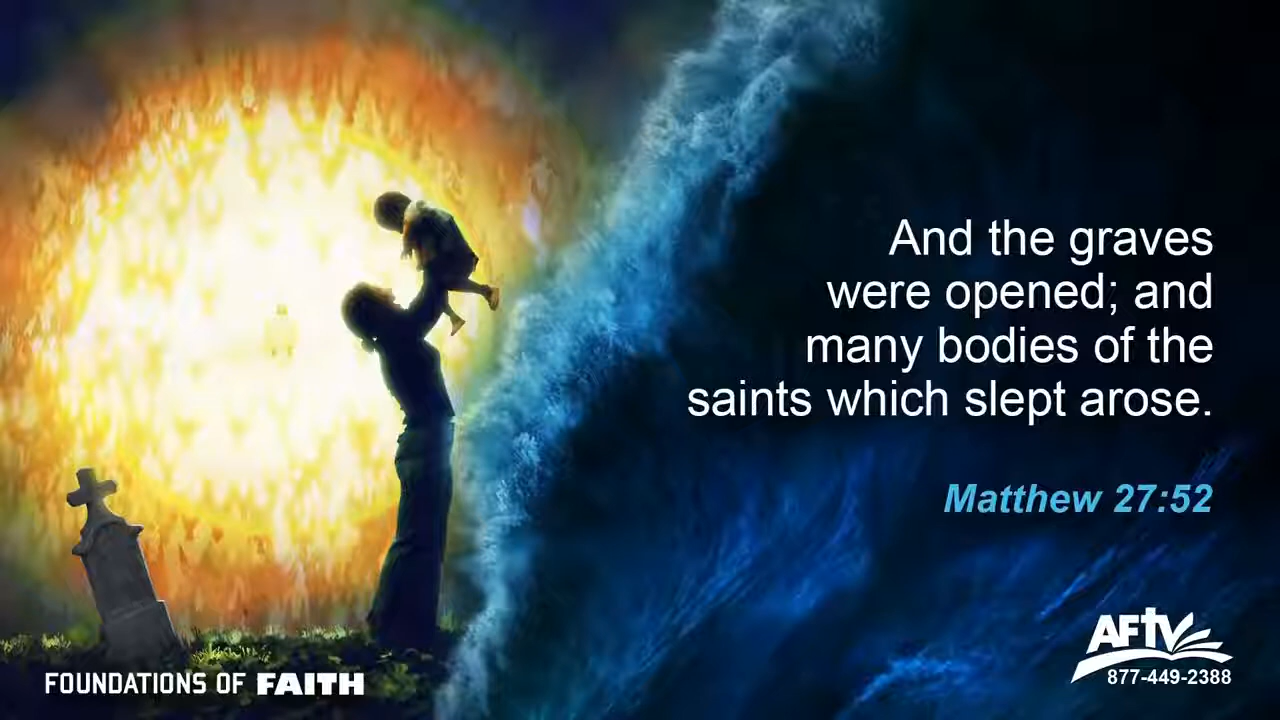 And the graves
were opened; and
many bodies of the
saints which slept arose.
Matthew 27:52
AFTV
877-449-2388
FOUNDATIONS OF FAITH